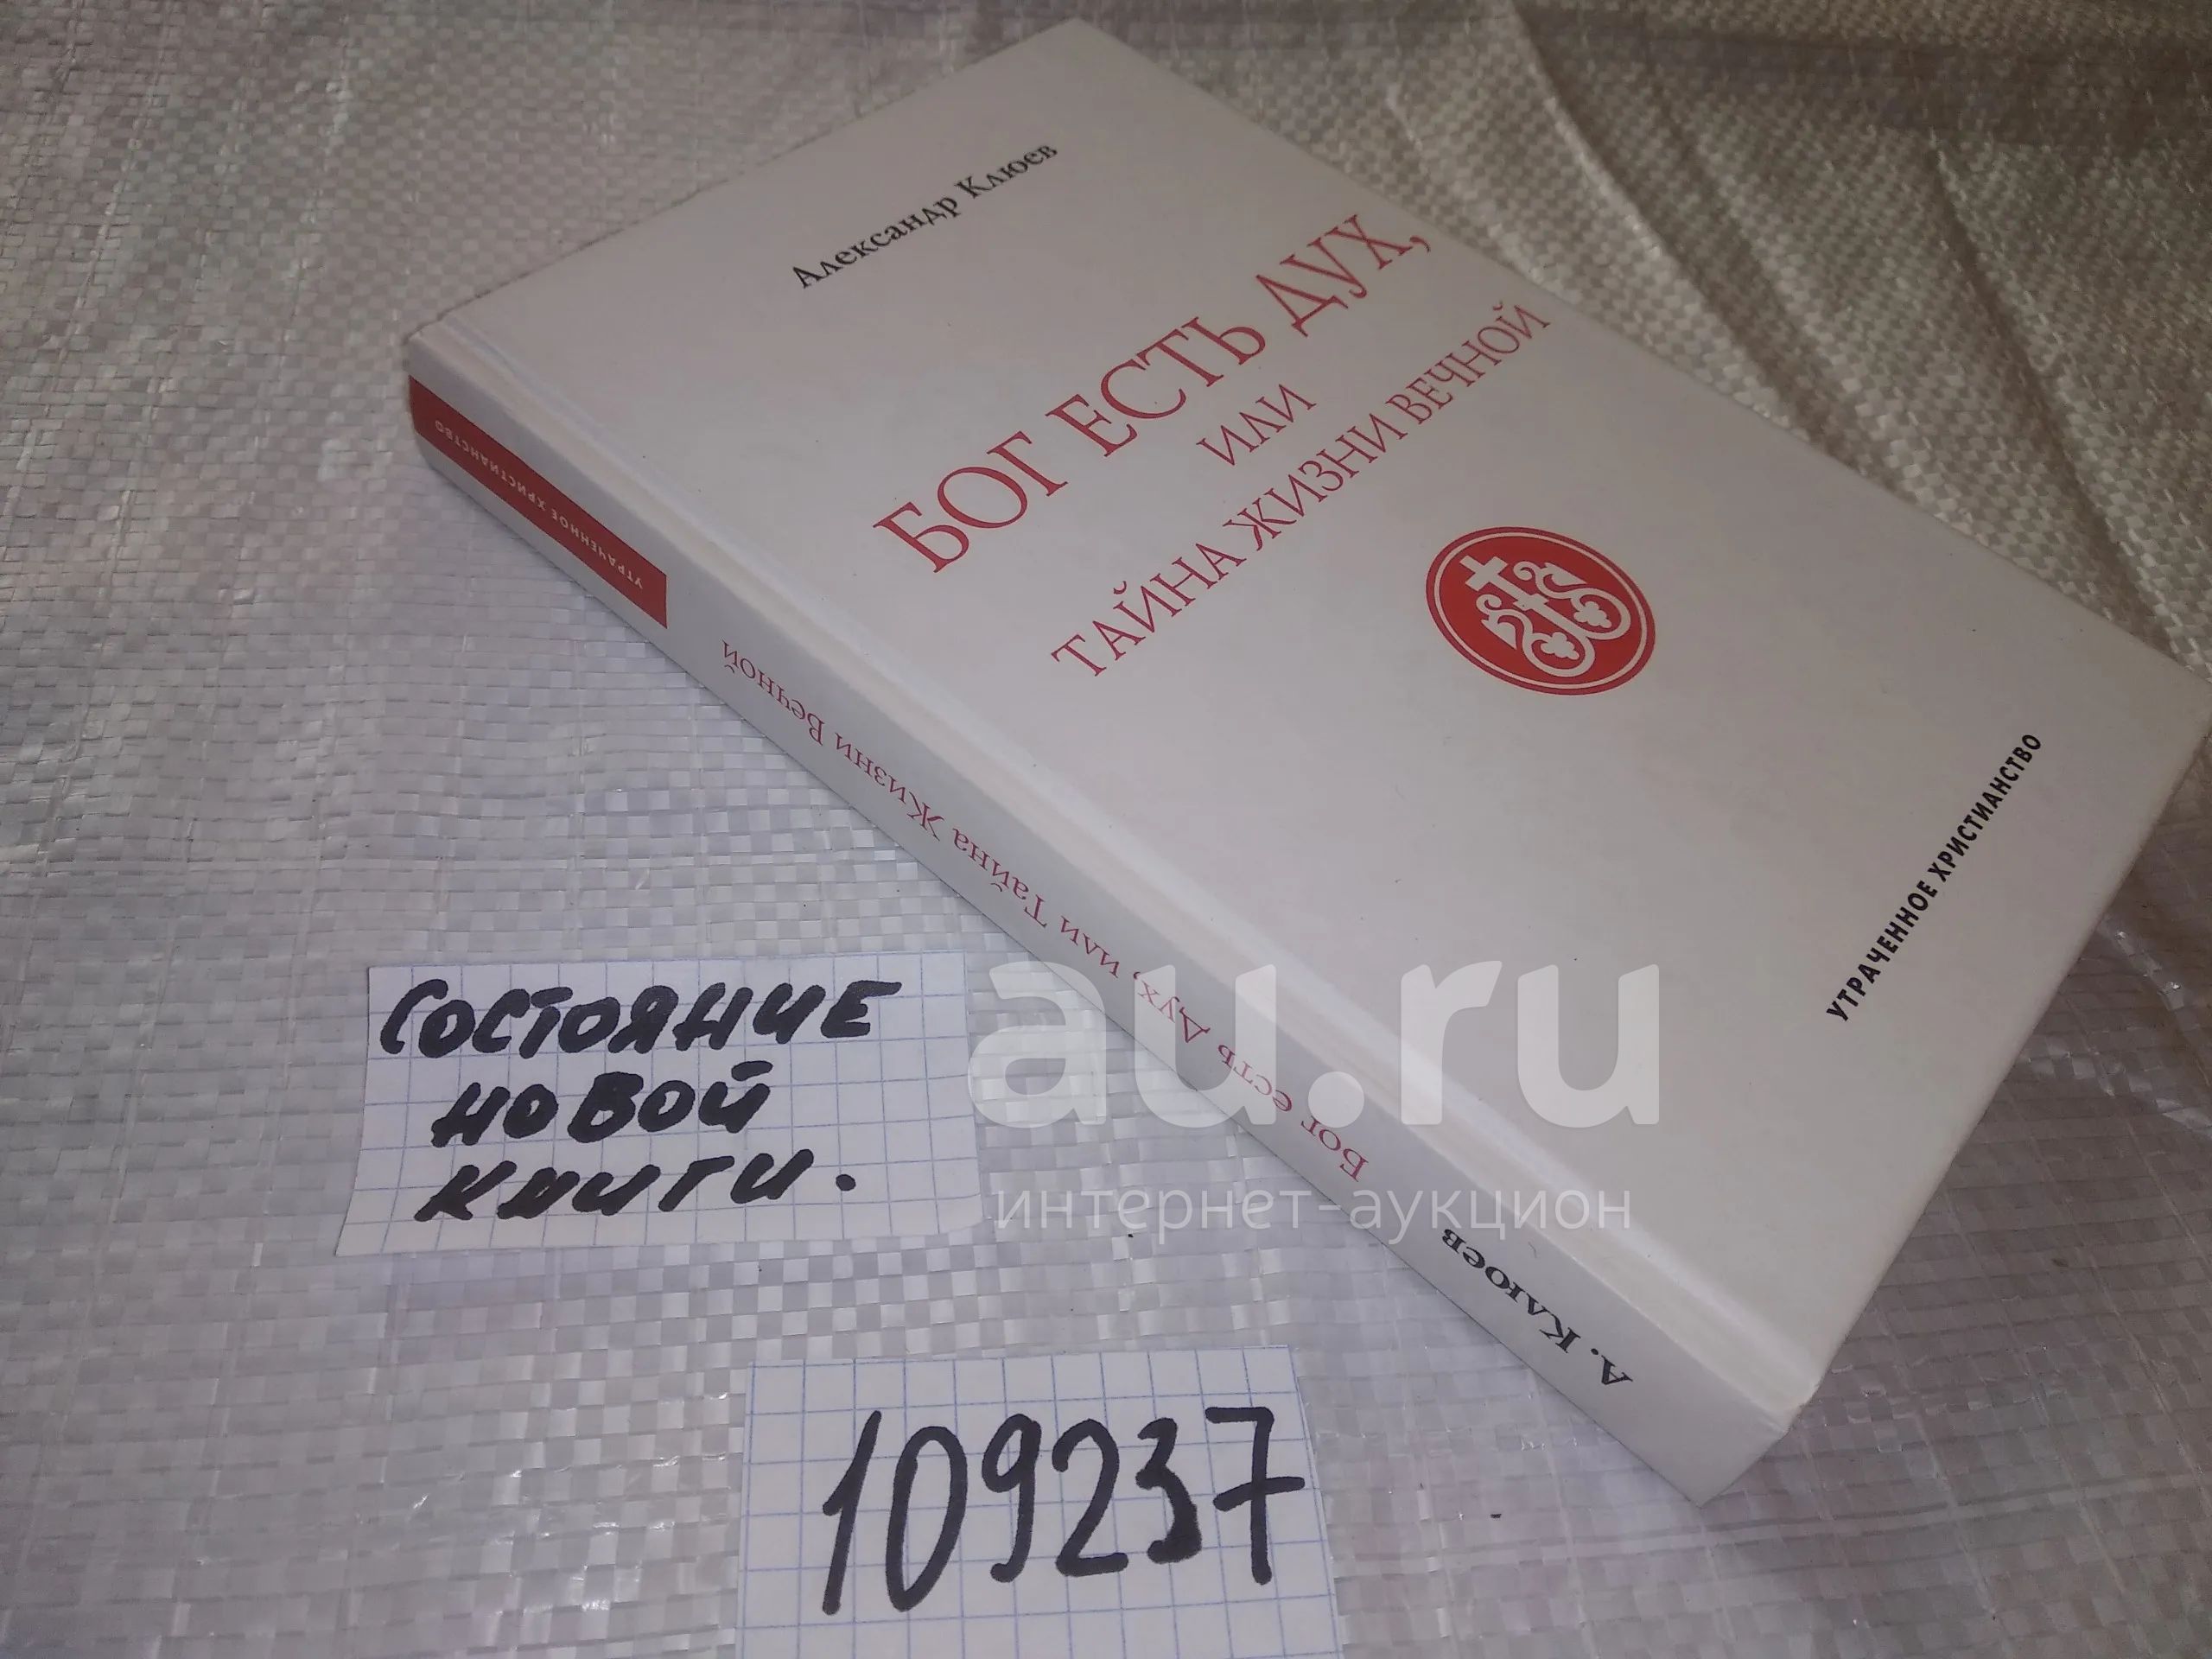 Александр Клюев
БОГ ЕСТЬ ДУХ,
ИЛИ
ТАЙНА ЖИЗНИ ВЕЧНОЙ
УТРАЧЕННОЕ ХРИСТИАНСТВО
А. Клюев
Бог есть Дух, или Тайна Жизни Вечной
УТРАЧЕННОЕ ХРИСТИАНСТВО
СОСТОЯНИЕ
НОВОЙ
КНИГИ.
au.ru
интернет-аукцион
109237